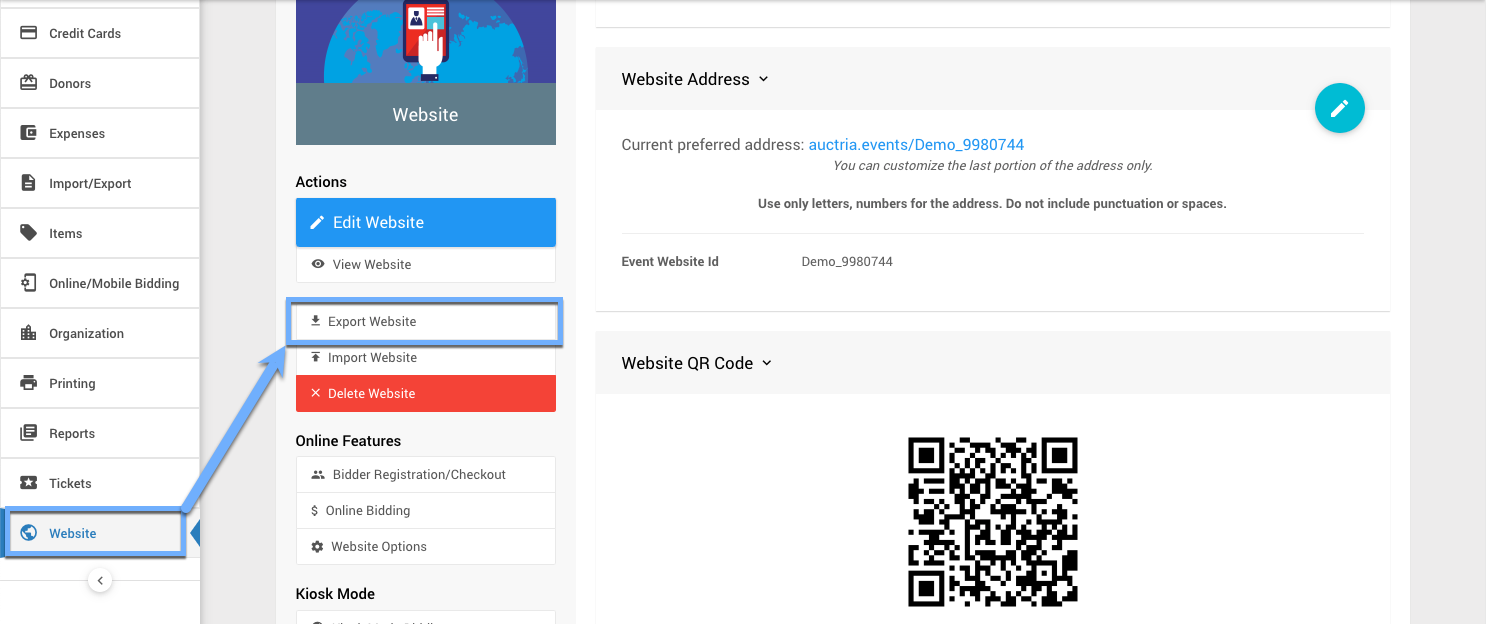 Credit Cards
Donors
Expenses
Import/Export
Items
Online/Mobile Bidding
Organization
Printing
Reports
Tickets
Website
Website
Actions
Edit Website
View Website
Export Website
Import Website
Delete Website
Online Features
Bidder Registration/Checkout
$ Online Bidding
Website Options
Kiosk Mode
Website Address
Current preferred address: auctria.events/Demo_9980744
You can customize the last portion of the address only.
Use only letters, numbers for the address. Do not include punctuation or spaces.
Event Website Id Demo_9980744
Website QR Code